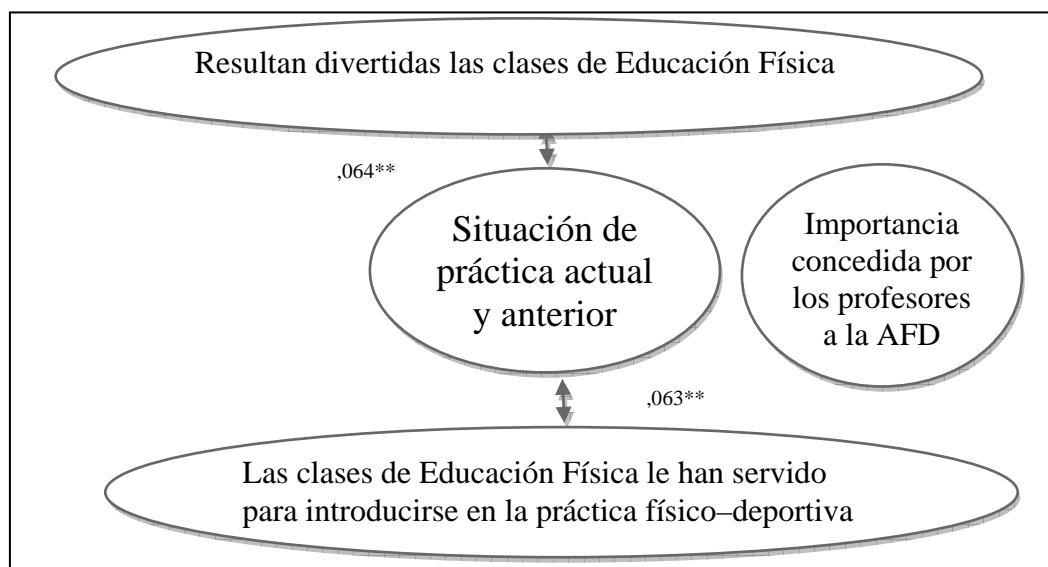 Resultan divertidas las clases de Educación Física
,064**
Situación de
práctica actual
y anterior
Importancia
concedida por
los profesores
a la AFD
,063**
Las clases de Educación Física le han servido
para introducirse en la práctica físico–deportiva